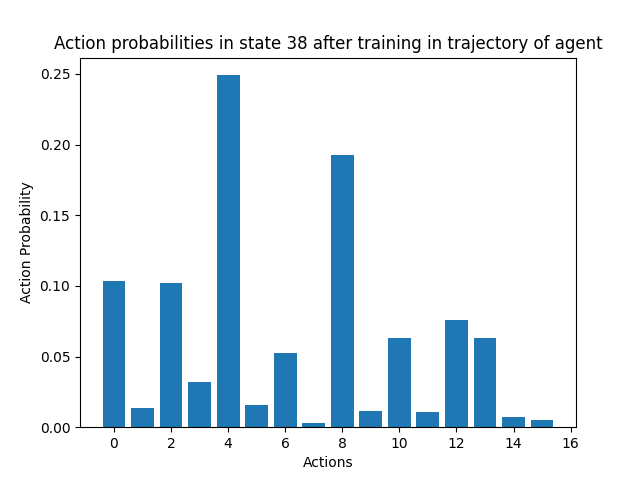 Action probabilities in state 38 after training in trajectory of agent
0.25
0.20
0.15
0.10
0.05
0.00
Action Probability
0 2 4 6 8 10 12 14 16
Actions